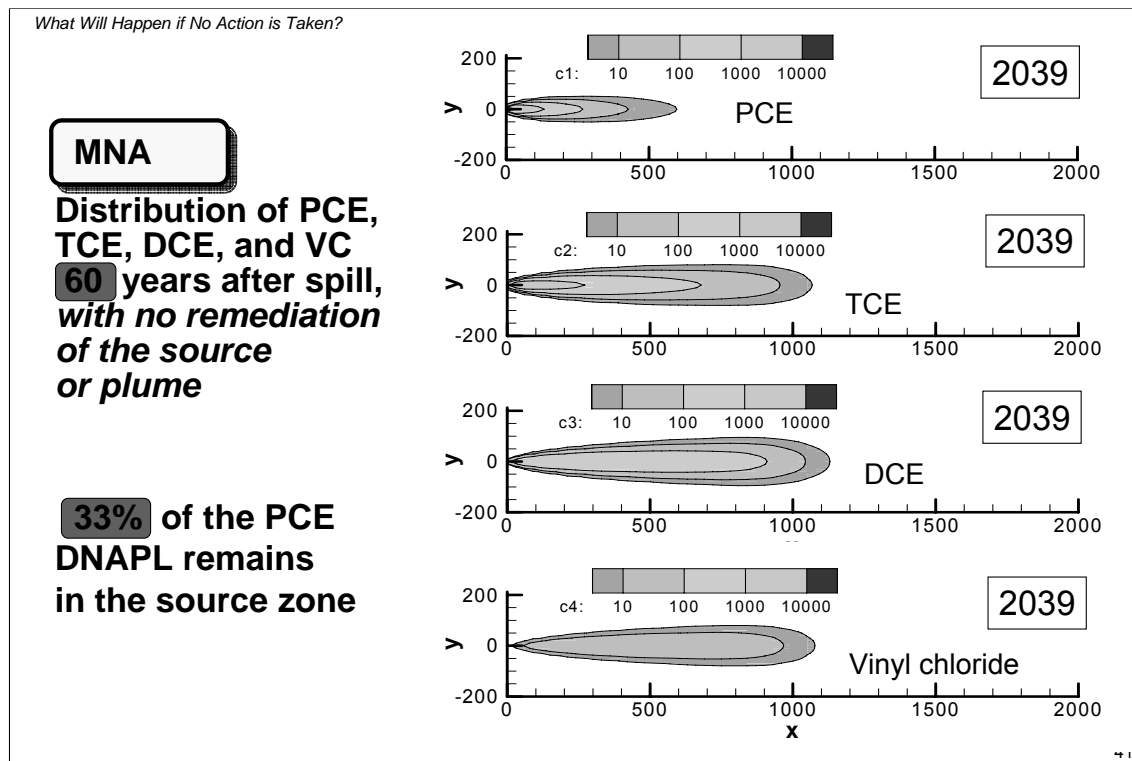 What Will Happen if No Action is Taken?
MNA
Distribution of PCE,
TCE, DCE, and VC
60 years after spill,
with no remediation
of the source
or plume
33% of the PCE
DNAPL remains
in the source zone
c1: 10 100 1000 10000
2039
200
y 0
-200
PCE
0 500 1000 1500 2000
c2: 10 100 1000 10000
2039
200
y 0
-200
TCE
0 500 1000 1500 2000
c3: 10 100 1000 10000
2039
200
y 0
-200
DCE
0 500 1000 1500 2000
c4: 10 100 1000 10000
2039
200
y 0
-200
Vinyl chloride
0 500 1000 1500 2000
x